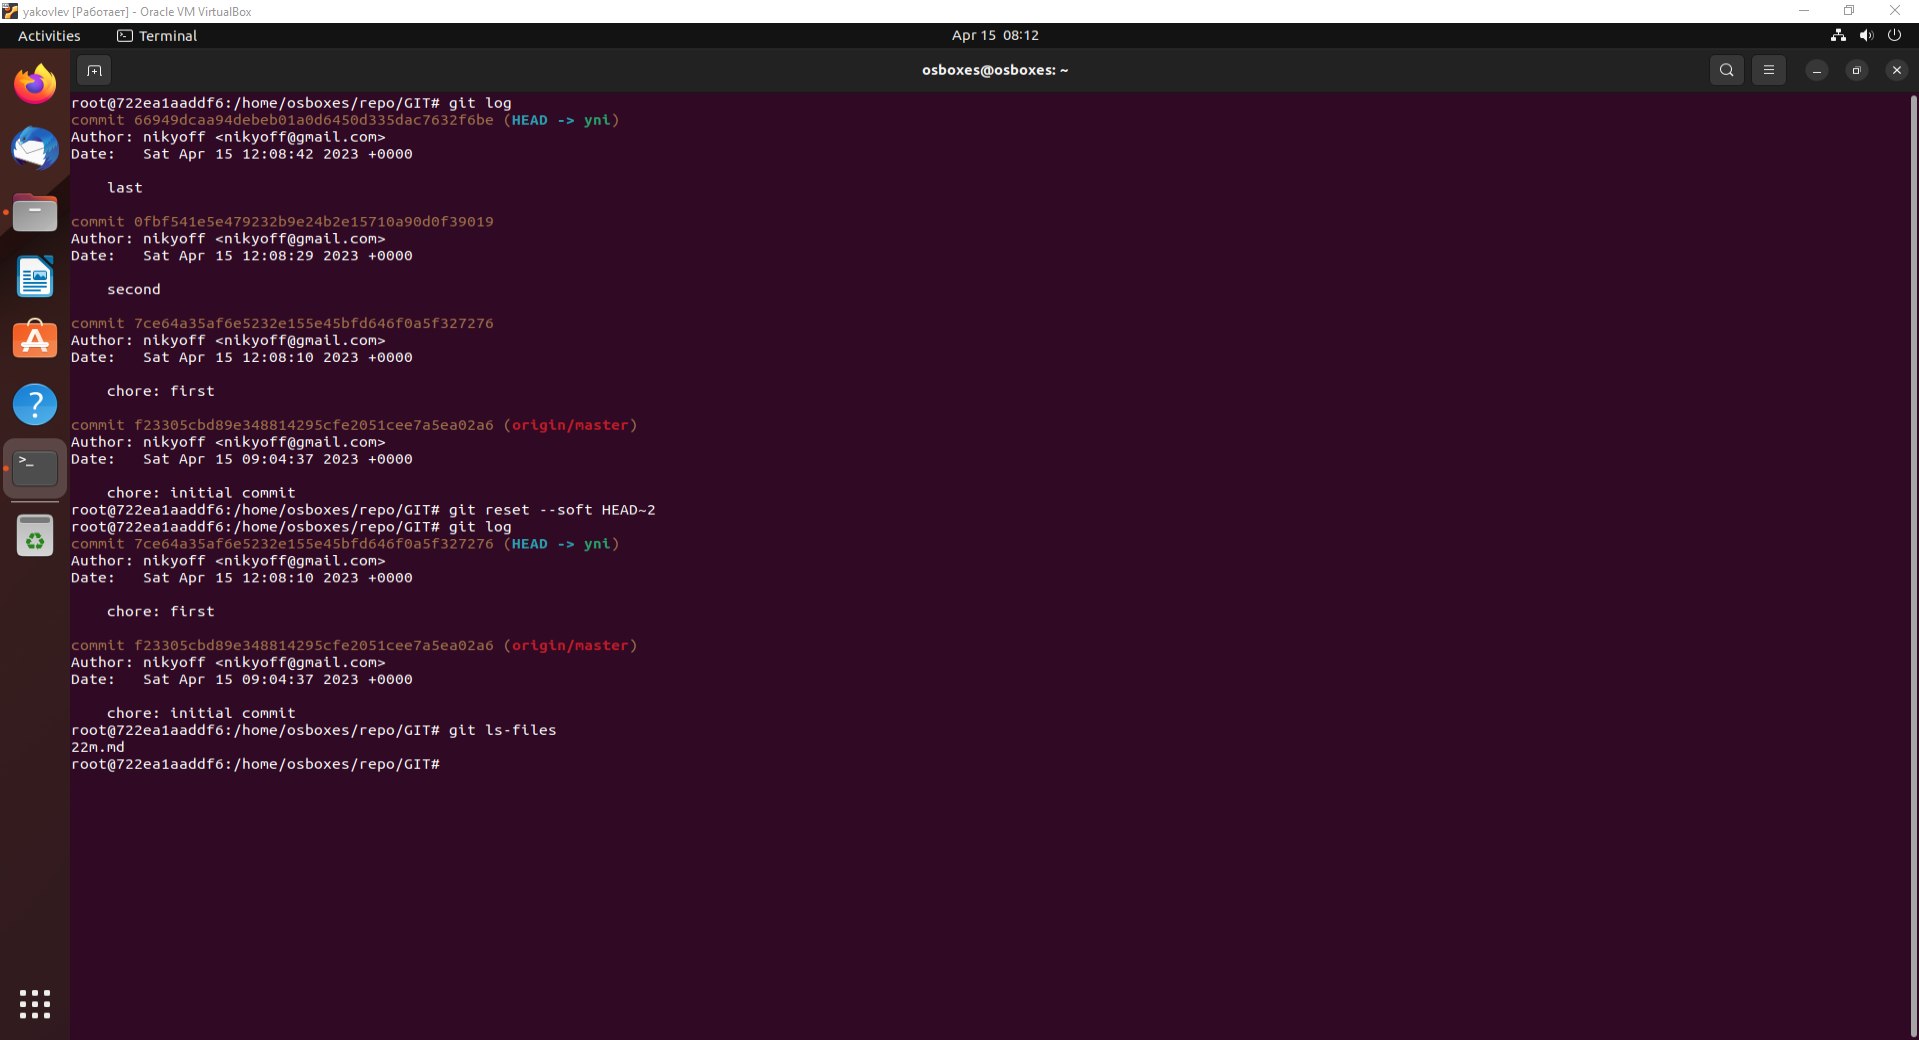 yakovlev [Работает] - Oracle VM VirtualBox
Activities Terminal Apr 15 08:12
osboxes@osboxes: ~
root@722ea1aaddf6:/home/osboxes/repo/GIT# git log
commit 66949dcaa94debeb01a0d6450d335dac7632f6be (HEAD -> yni)
Author: nikyoff <nikyoff@gmail.com>
Date:   Sat Apr 15 12:08:42 2023 +0000
    last
commit 0fbf541e5e479232b9e24b2e15710a90d0f39019
Author: nikyoff <nikyoff@gmail.com>
Date:   Sat Apr 15 12:08:29 2023 +0000
    second
commit 7ce64a35af6e5232e155e45bfd646f0a5f327276
Author: nikyoff <nikyoff@gmail.com>
Date:   Sat Apr 15 12:08:10 2023 +0000
    chore: first
commit f23305cbd89e348814295cfe2051cee7a5ea02a6 (origin/master)
Author: nikyoff <nikyoff@gmail.com>
Date:   Sat Apr 15 09:04:37 2023 +0000
    chore: initial commit
root@722ea1aaddf6:/home/osboxes/repo/GIT# git reset --soft HEAD~2
root@722ea1aaddf6:/home/osboxes/repo/GIT# git log
commit 7ce64a35af6e5232e155e45bfd646f0a5f327276 (HEAD -> yni)
Author: nikyoff <nikyoff@gmail.com>
Date:   Sat Apr 15 12:08:10 2023 +0000
    chore: first
commit f23305cbd89e348814295cfe2051cee7a5ea02a6 (origin/master)
Author: nikyoff <nikyoff@gmail.com>
Date:   Sat Apr 15 09:04:37 2023 +0000
    chore: initial commit
root@722ea1aaddf6:/home/osboxes/repo/GIT# git ls-files
22m.md
root@722ea1aaddf6:/home/osboxes/repo/GIT#